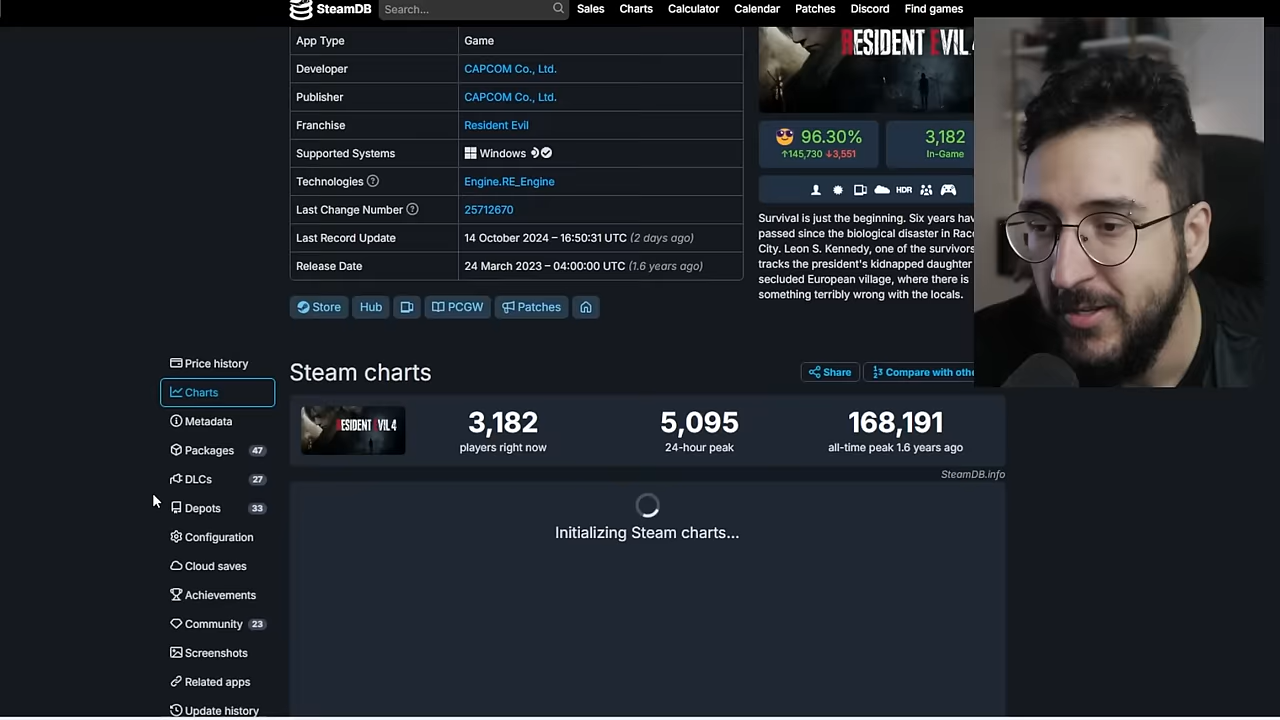 SteamDB
Search...
Sales
Charts
Calculator
Calendar
Patches
Discord
Find games
App Type
Game
Developer
CAPCOM Co., Ltd.
Publisher
CAPCOM Co., Ltd.
Franchise
Resident Evil
Supported Systems
Windows
Technologies
Engine.RE_Engine
Last Change Number
25712670
Last Record Update
14 October 2024 – 16:50:31 UTC (2 days ago)
Release Date
24 March 2023 – 04:00:00 UTC (1.6 years ago)
Store
Hub
PCGW
Patches
RESIDENT EVIL 4
96.30%
↑145,730 ↓3,551
3,182
In-Game
HDR
Survival is just the beginning. Six years hav
passed since the biological disaster in Racc
City. Leon S. Kennedy, one of the survivors
tracks the president's kidnapped daughter
secluded European village, where there is
something terribly wrong with the locals.
Price history
Charts
Metadata
Packages 47
DLCs 27
Depots 33
Configuration
Cloud saves
Achievements
Community 23
Screenshots
Related apps
Update history
Steam charts
Share
Compare with othe
RESIDENT EVIL 4
3,182
players right now
5,095
24-hour peak
168,191
all-time peak 1.6 years ago
SteamDB.info
Initializing Steam charts...